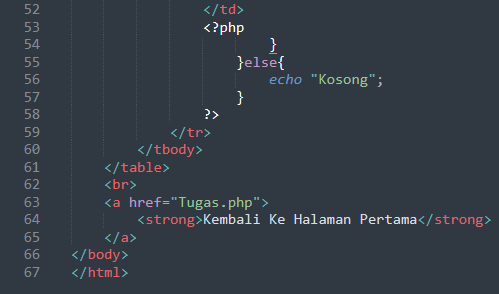 52                 </td>
53                 <?php
54                         }
55                     }else{
56                         echo "Kosong";
57                     }
58                 ?>
59             </tr>
60         </tbody>
61     </table>
62     <br>
63     <a href="Tugas.php">
64         <strong>Kembali Ke Halaman Pertama</strong>
65     </a>
66 </body>
67 </html>